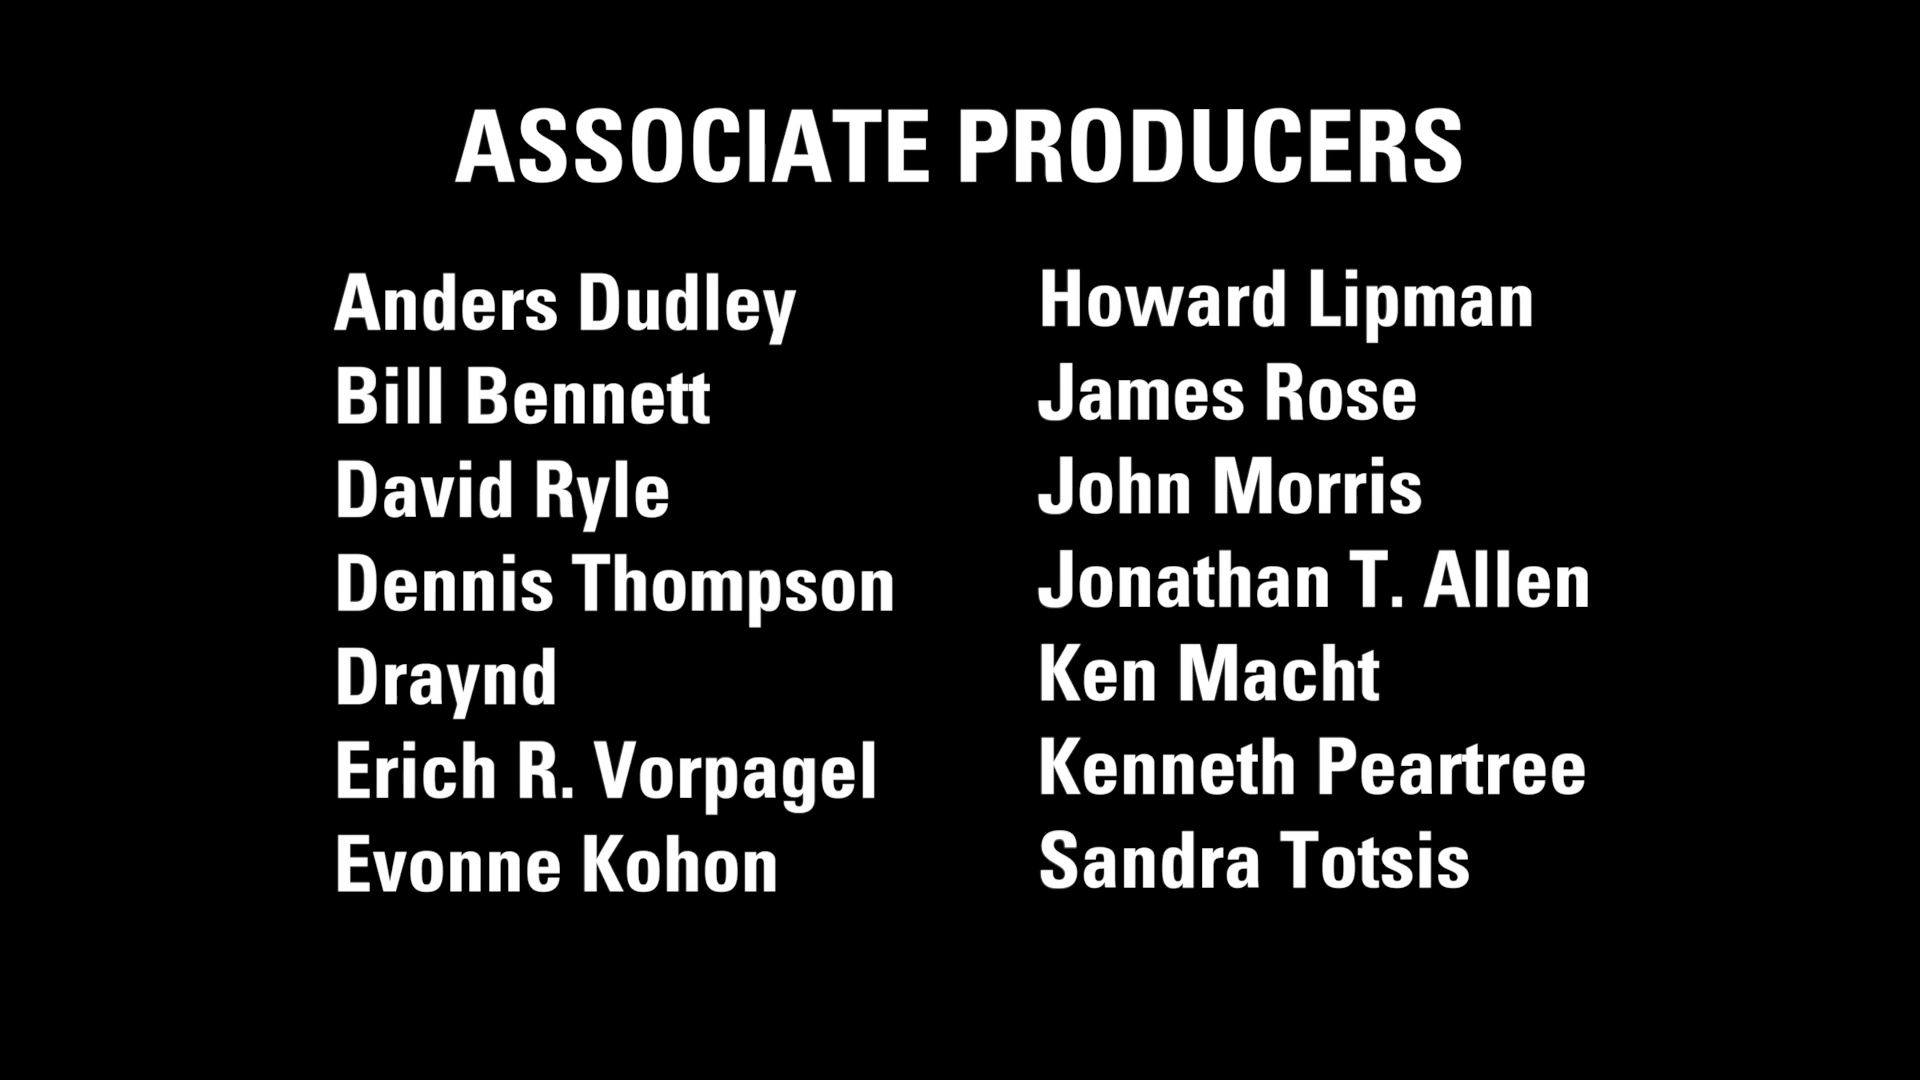 ASSOCIATE PRODUCERS
Anders Dudley
Bill Bennett
David Ryle
Dennis Thompson
Draynd
Erich R. Vorpagel
Evonne Kohon
Howard Lipman
James Rose
John Morris
Jonathan T. Allen
Ken Macht
Kenneth Peartree
Sandra Totsis